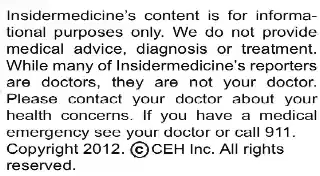 Insidermedicine's content is for informa-
tional purposes only. We do not provide
medical advice, diagnosis or treatment.
While many of Insidermedicine's reporters
are doctors, they are not your doctor.
Please contact your doctor about your
health concerns. If you have a medical
emergency see your doctor or call 911.
Copyright 2012. ©CEH Inc. All rights
reserved.